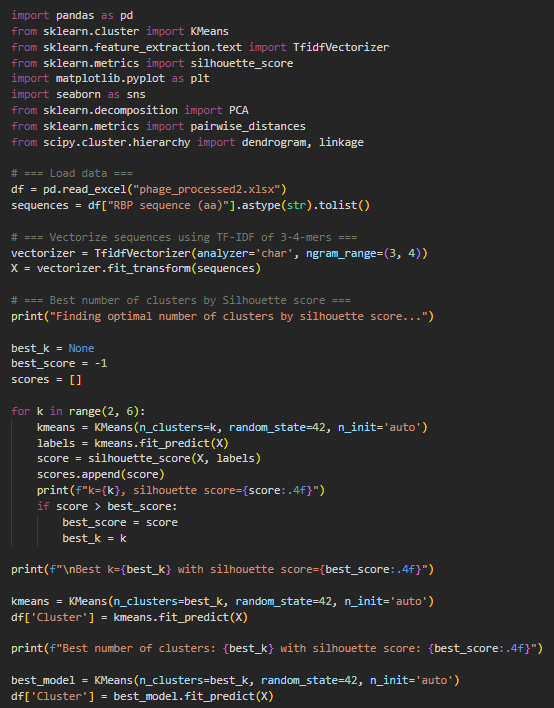 import pandas as pd
from sklearn.cluster import KMeans
from sklearn.feature_extraction.text import TfidfVectorizer
from sklearn.metrics import silhouette_score
import matplotlib.pyplot as plt
import seaborn as sns
from sklearn.decomposition import PCA
from sklearn.metrics import pairwise_distances
from scipy.cluster.hierarchy import dendrogram, linkage

# === Load data ===
df = pd.read_excel("phage_processed2.xlsx")
sequences = df["RBP sequence (aa)"].astype(str).tolist()

# === Vectorize sequences using TF-IDF of 3-4-mers ===
vectorizer = TfidfVectorizer(analyzer='char', ngram_range=(3, 4))
X = vectorizer.fit_transform(sequences)

# === Best number of clusters by Silhouette score ===
print("Finding optimal number of clusters by silhouette score...")

best_k = None
best_score = -1
scores = []

for k in range(2, 6):
    kmeans = KMeans(n_clusters=k, random_state=42, n_init='auto')
    labels = kmeans.fit_predict(X)
    score = silhouette_score(X, labels)
    scores.append(score)
    print(f"k={k}, silhouette score={score:.4f}")
    if score > best_score:
        best_score = score
        best_k = k

print(f"\nBest k={best_k} with silhouette score={best_score:.4f}")

kmeans = KMeans(n_clusters=best_k, random_state=42, n_init='auto')
df['Cluster'] = kmeans.fit_predict(X)

print(f"Best number of clusters: {best_k} with silhouette score: {best_score:.4f}")

best_model = KMeans(n_clusters=best_k, random_state=42, n_init='auto')
df['Cluster'] = best_model.fit_predict(X)